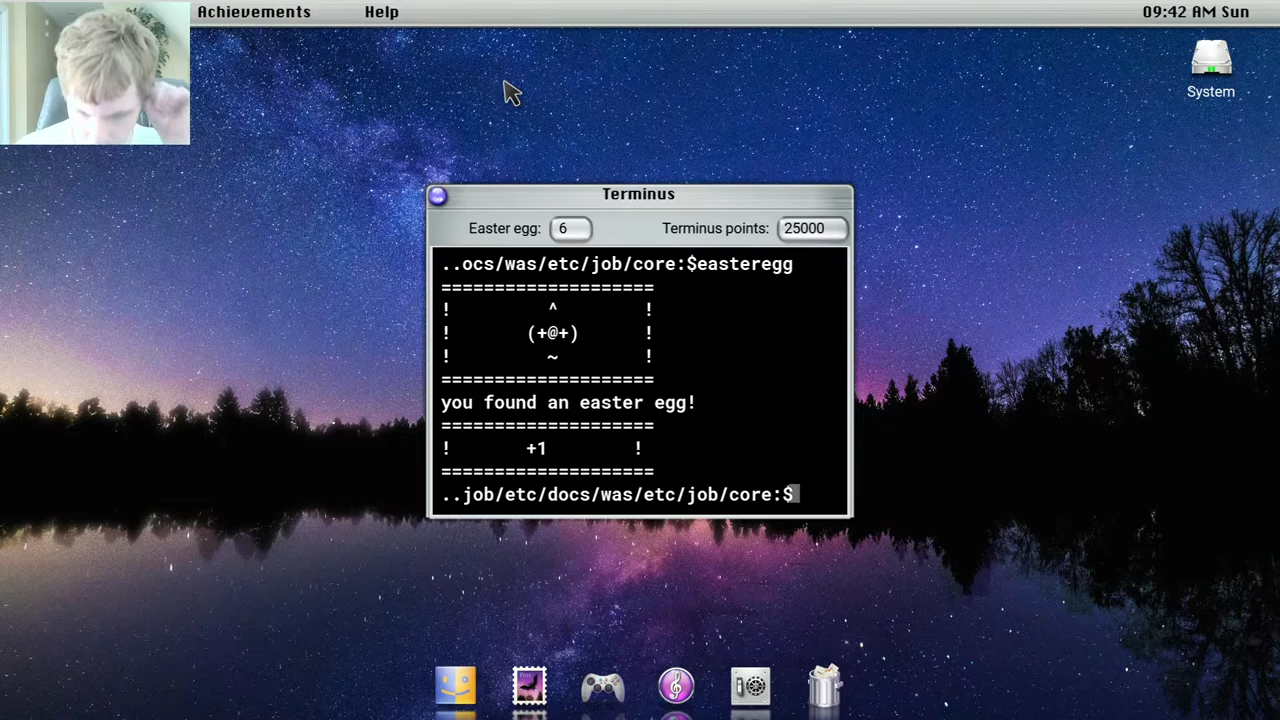 Achievements Help 09:42 AM Sun
System
Terminus
Easter egg: 6 Terminus points: 25000
..ocs/was/etc/job/core:$easteregg
====================
! ^ !
! (+@+) !
! ~ !
====================
you found an easter egg!
====================
! +1 !
====================
..job/etc/docs/was/etc/job/core:$